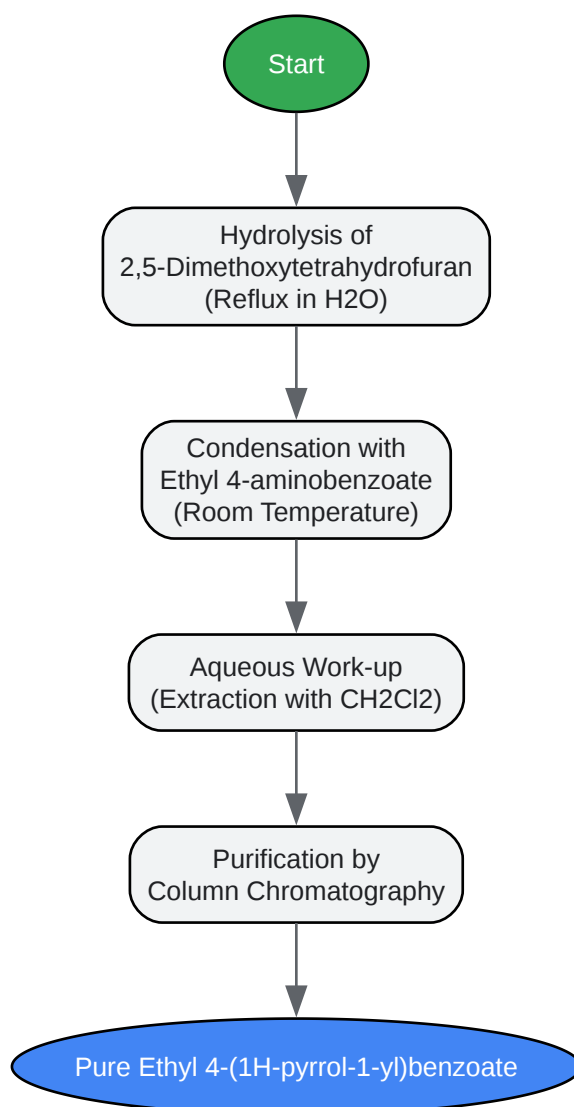 Start
Hydrolysis of
2,5-Dimethoxytetrahydrofuran
(Reflux in H2O)
Condensation with
Ethyl 4-aminobenzoate
(Room Temperature)
Aqueous Work-up
(Extraction with CH2Cl2)
Purification by
Column Chromatography
Pure Ethyl 4-(1H-pyrrol-1-yl)benzoate